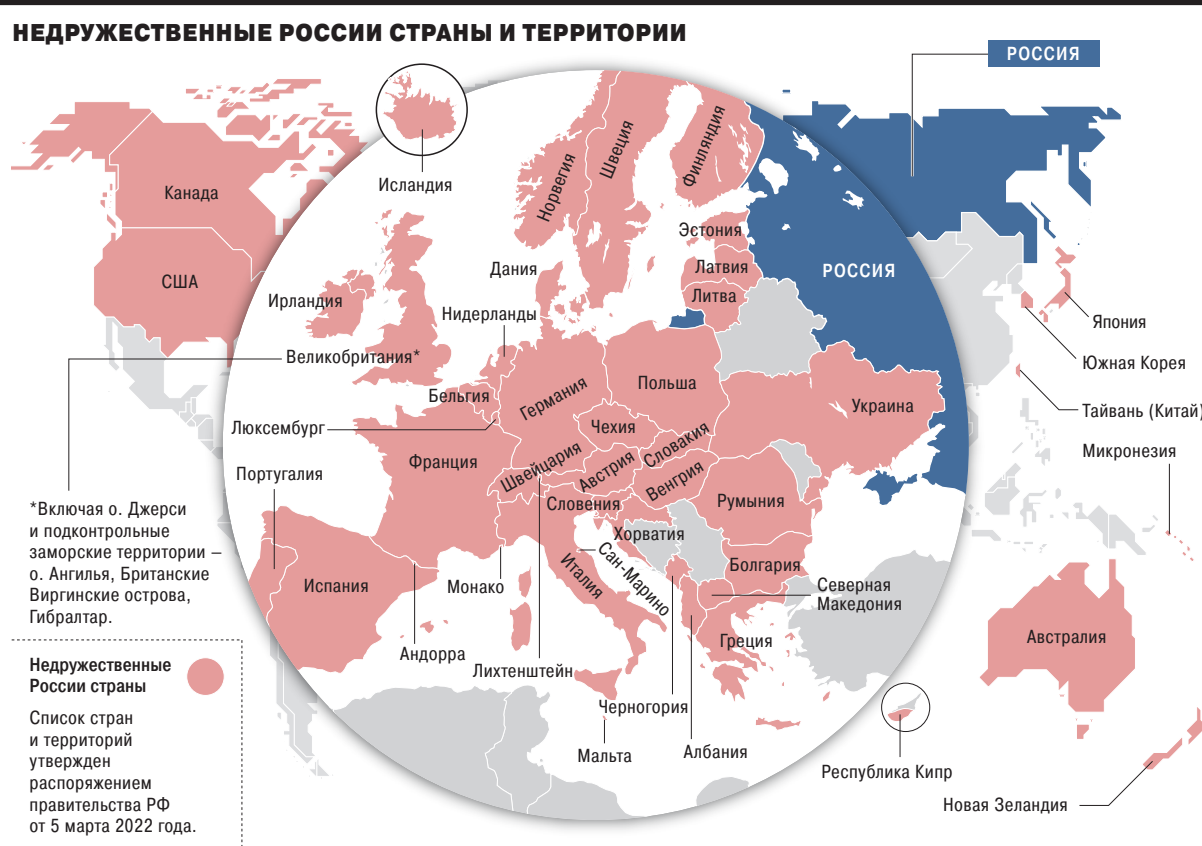 НЕДРУЖЕСТВЕННЫЕ РОССИИ СТРАНЫ И ТЕРРИТОРИИ
РОССИЯ
Канада
США
Исландия
Норвегия
Швеция
Финляндия
Эстония
Латвия
Литва
РОССИЯ
Дания
Ирландия
Нидерланды
Великобритания*
Бельгия
Германия
Польша
Украина
Люксембург
Чехия
Словакия
Франция
Швейцария
Австрия
Венгрия
Румыния
Португалия
Словения
Хорватия
Болгария
Испания
Монако
Италия
Сан-Марино
Северная
Македония
Греция
Андорра
Лихтенштейн
Черногория
Мальта
Албания
Республика Кипр
Япония
Южная Корея
Тайвань (Китай)
Микронезия
Австралия
Новая Зеландия
*Включая о. Джерси
и подконтрольные
заморские территории –
о. Ангилья, Британские
Виргинские острова,
Гибралтар.
Недружественные
России страны
Список стран
и территорий
утвержден
распоряжением
правительства РФ
от 5 марта 2022 года.